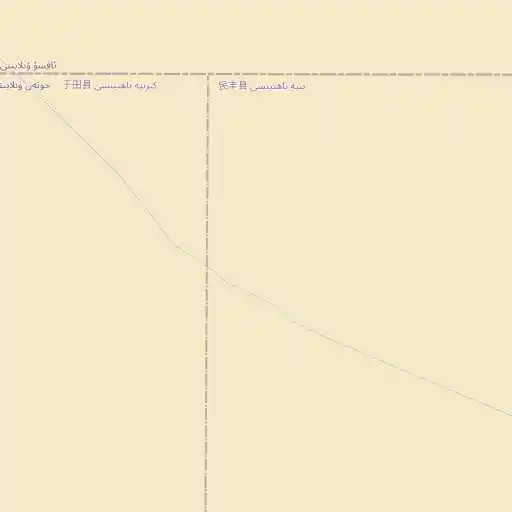 ئاقسۇ ۋىلايىتى
خوتەن ۋىلايىتى
于田县 كېرىيە ناھىيىسى
民丰县 نىيە ناھىيىسى